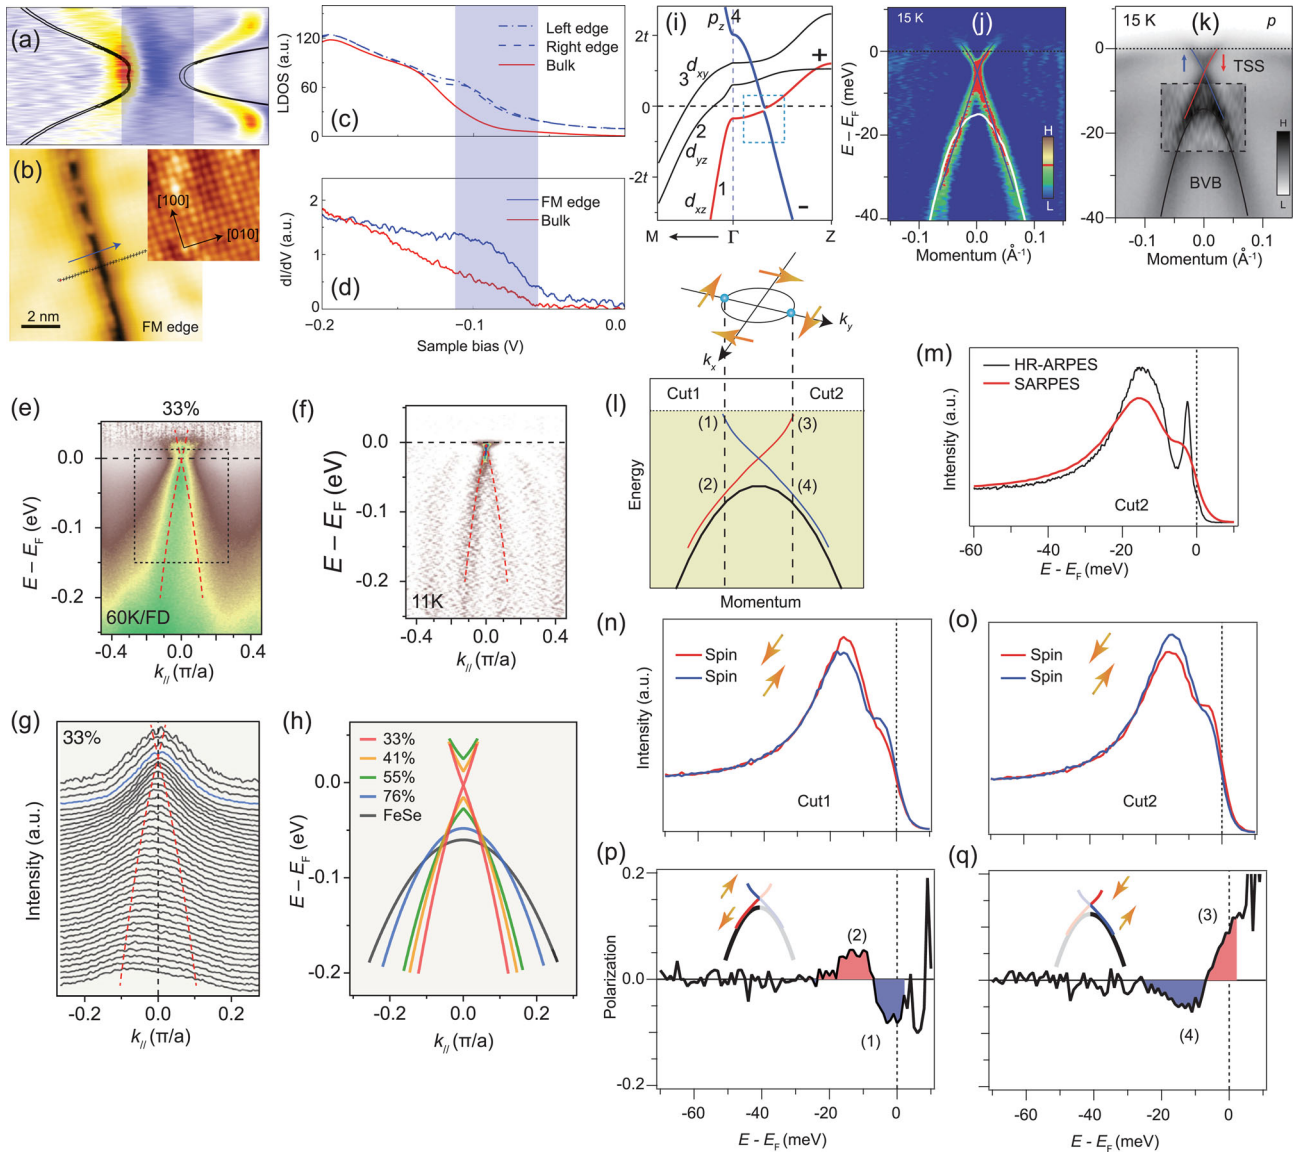 (a)
(b)
[100]
[010]
2 nm
FM edge
LDOS (a.u.)
120
60
0
Left edge
Right edge
Bulk
(c)
dI/dV (a.u.)
2
1
0
FM edge
Bulk
(d)
−0.2
−0.1
0.0
Sample bias (V)
(i)
2t
0
-2t
p_z
4
d_xy
3
2
d_yz
1
d_xz
+
-
M
Γ
Z
15 K
(j)
E − E_F (meV)
0
-20
-40
H
L
-0.1
0.0
0.1
Momentum (Å⁻¹)
15 K
(k)
p
0
-20
-40
TSS
BVB
H
L
-0.1
0.0
0.1
Momentum (Å⁻¹)
k_y
k_x
(e)
33%
E − E_F (eV)
0.0
-0.1
-0.2
60K/FD
-0.4
0.0
0.4
k_// (π/a)
(f)
E − E_F (eV)
0.0
-0.1
-0.2
11K
-0.4
0.0
0.4
k_// (π/a)
(l)
Cut1
Cut2
(1)
(3)
(2)
(4)
Energy
Momentum
(m)
HR-ARPES
SARPES
Intensity (a.u.)
Cut2
-60
-40
-20
0
E - E_F (meV)
(g)
33%
Intensity (a.u.)
-0.2
0.0
0.2
k_// (π/a)
(h)
33%
41%
55%
76%
FeSe
E − E_F (eV)
0.0
-0.1
-0.2
-0.2
0.0
0.2
k_// (π/a)
(n)
Spin
Spin
Intensity (a.u.)
Cut1
(o)
Spin
Spin
Cut2
(p)
Polarization
0.2
0.0
-0.2
(2)
(1)
-60
-40
-20
0
E - E_F (meV)
(q)
(3)
(4)
-60
-40
-20
0
E - E_F (meV)